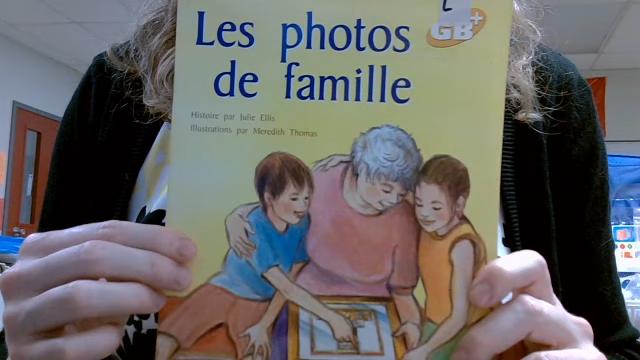 Les photos
de famille
L
GB+
Histoire par Julie Ellis
Illustrations par Meredith Thomas